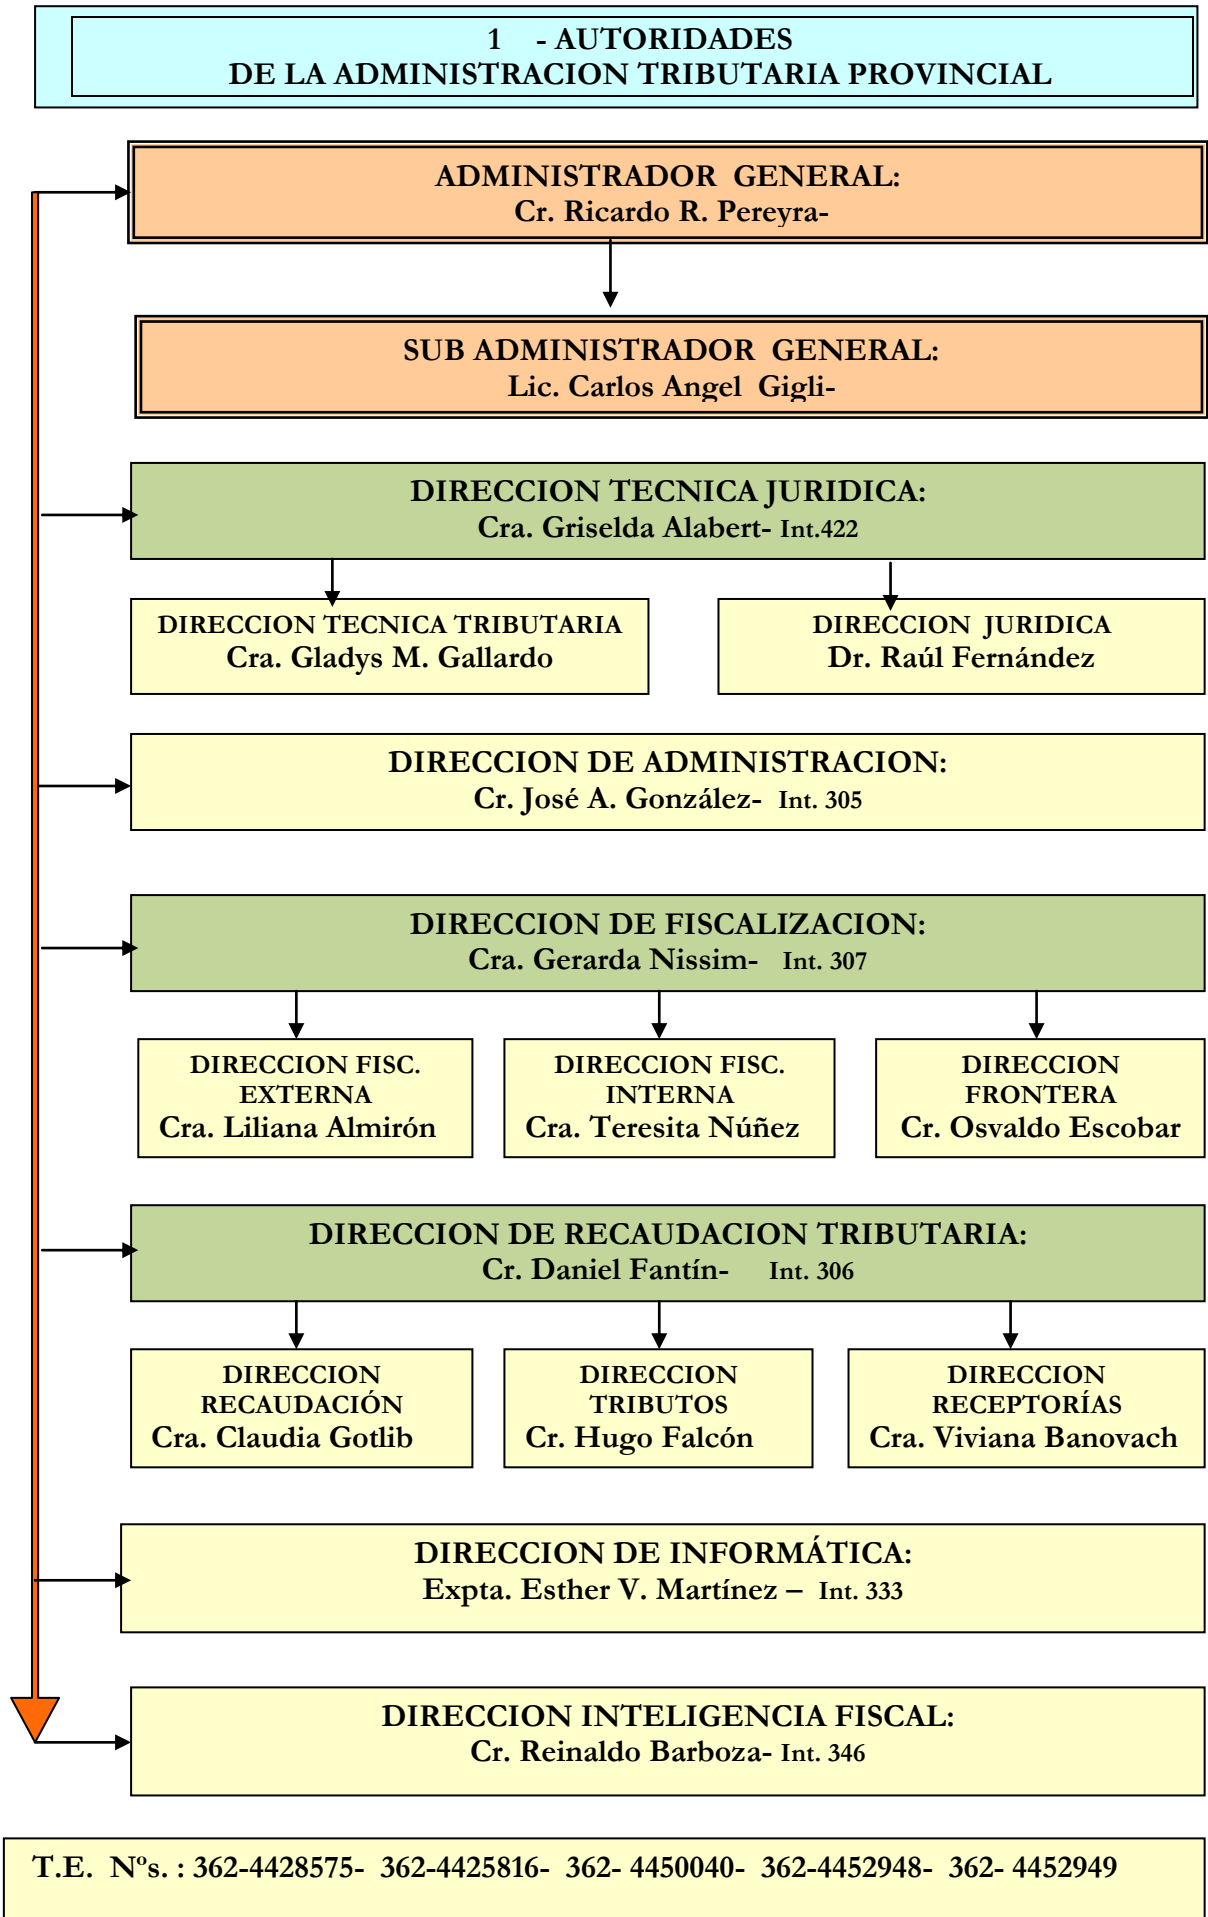 1 - AUTORIDADES
DE LA ADMINISTRACION TRIBUTARIA PROVINCIAL
ADMINISTRADOR GENERAL:
Cr. Ricardo R. Pereyra-
SUB ADMINISTRADOR GENERAL:
Lic. Carlos Angel Gigli-
DIRECCION TECNICA JURIDICA:
Cra. Griselda Alabert- Int.422
DIRECCION TECNICA TRIBUTARIA
Cra. Gladys M. Gallardo
DIRECCION JURIDICA
Dr. Raúl Fernández
DIRECCION DE ADMINISTRACION:
Cr. José A. González- Int. 305
DIRECCION DE FISCALIZACION:
Cra. Gerarda Nissim- Int. 307
DIRECCION FISC.
EXTERNA
Cra. Liliana Almirón
DIRECCION FISC.
INTERNA
Cra. Teresita Núñez
DIRECCION
FRONTERA
Cr. Osvaldo Escobar
DIRECCION DE RECAUDACION TRIBUTARIA:
Cr. Daniel Fantín- Int. 306
DIRECCION
RECAUDACIÓN
Cra. Claudia Gotlib
DIRECCION
TRIBUTOS
Cr. Hugo Falcón
DIRECCION
RECEPTORÍAS
Cra. Viviana Banovach
DIRECCION DE INFORMÁTICA:
Expta. Esther V. Martínez – Int. 333
DIRECCION INTELIGENCIA FISCAL:
Cr. Reinaldo Barboza- Int. 346
T.E. Nºs. : 362-4428575- 362-4425816- 362- 4450040- 362-4452948- 362- 4452949